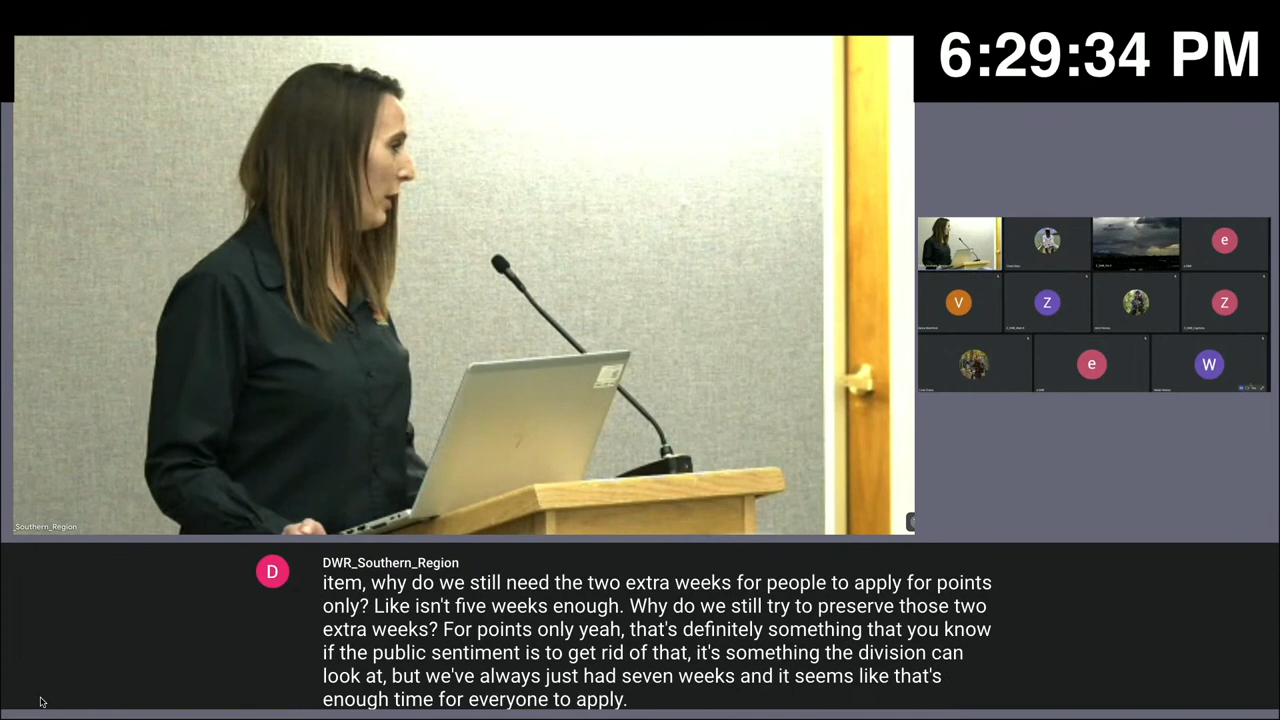 6:29:34 PM
_Southern_Region
e
V
Z
Z
e
W
D
DWR_Southern_Region
item, why do we still need the two extra weeks for people to apply for points
only? Like isn't five weeks enough. Why do we still try to preserve those two
extra weeks? For points only yeah, that's definitely something that you know
if the public sentiment is to get rid of that, it's something the division can
look at, but we've always just had seven weeks and it seems like that's
enough time for everyone to apply.